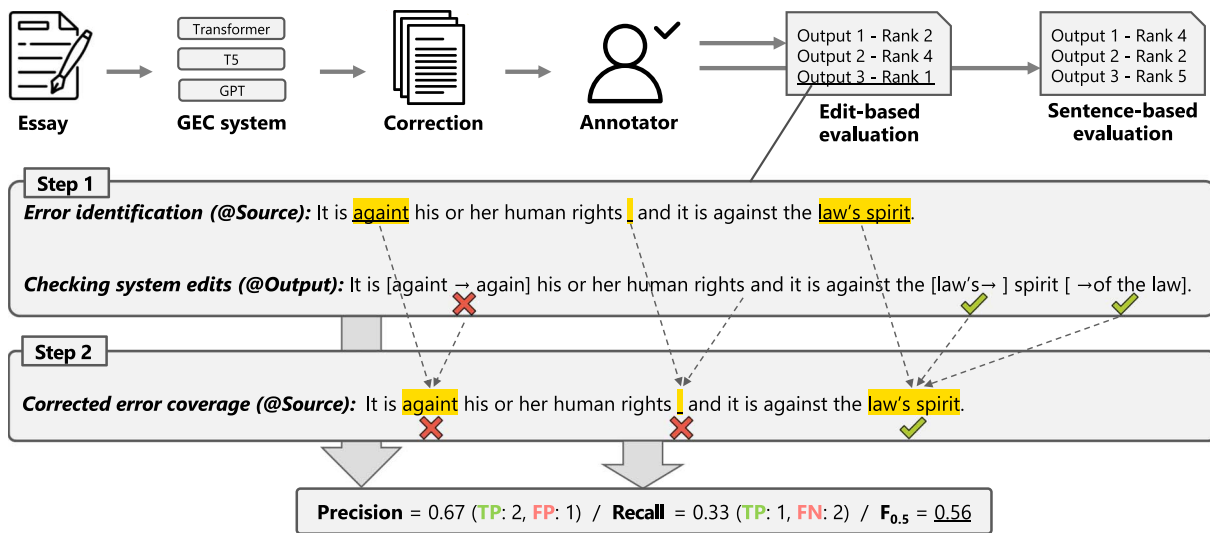 Transformer
T5
GPT
Output 1 - Rank 2
Output 2 - Rank 4
Output 3 - Rank 1
Output 1 - Rank 4
Output 2 - Rank 2
Output 3 - Rank 5
Essay
GEC system
Correction
Annotator
Edit-based
evaluation
Sentence-based
evaluation
Step 1
Error identification (@Source): It is againt his or her human rights _ and it is against the law's spirit.
Checking system edits (@Output): It is [againt → again] his or her human rights and it is against the [law's→ ] spirit [ →of the law].
Step 2
Corrected error coverage (@Source): It is againt his or her human rights _ and it is against the law's spirit.
Precision = 0.67 (TP: 2, FP: 1) / Recall = 0.33 (TP: 1, FN: 2) / F0.5 = 0.56